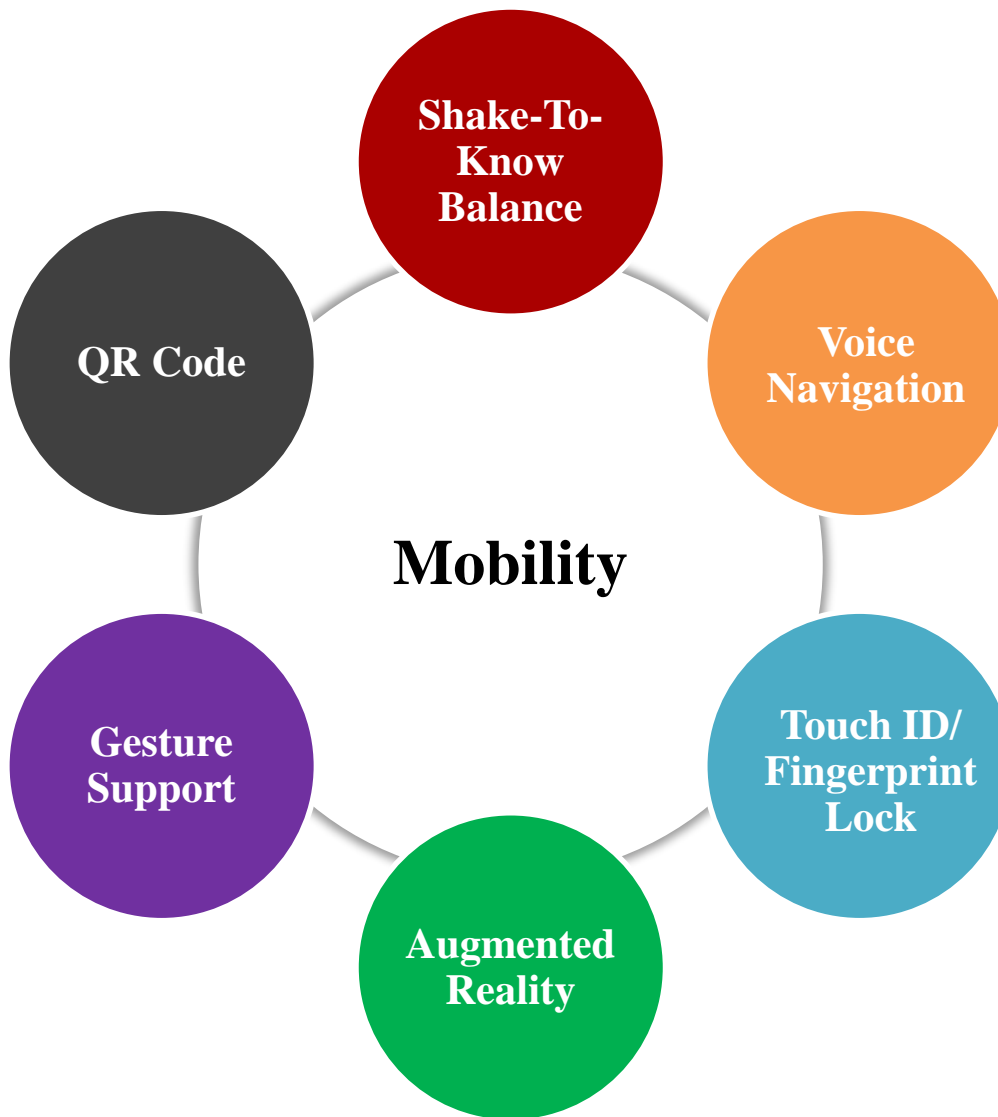 Shake-To-
Know
Balance
Voice
Navigation
QR Code
Mobility
Touch ID/
Fingerprint
Lock
Gesture
Support
Augmented
Reality